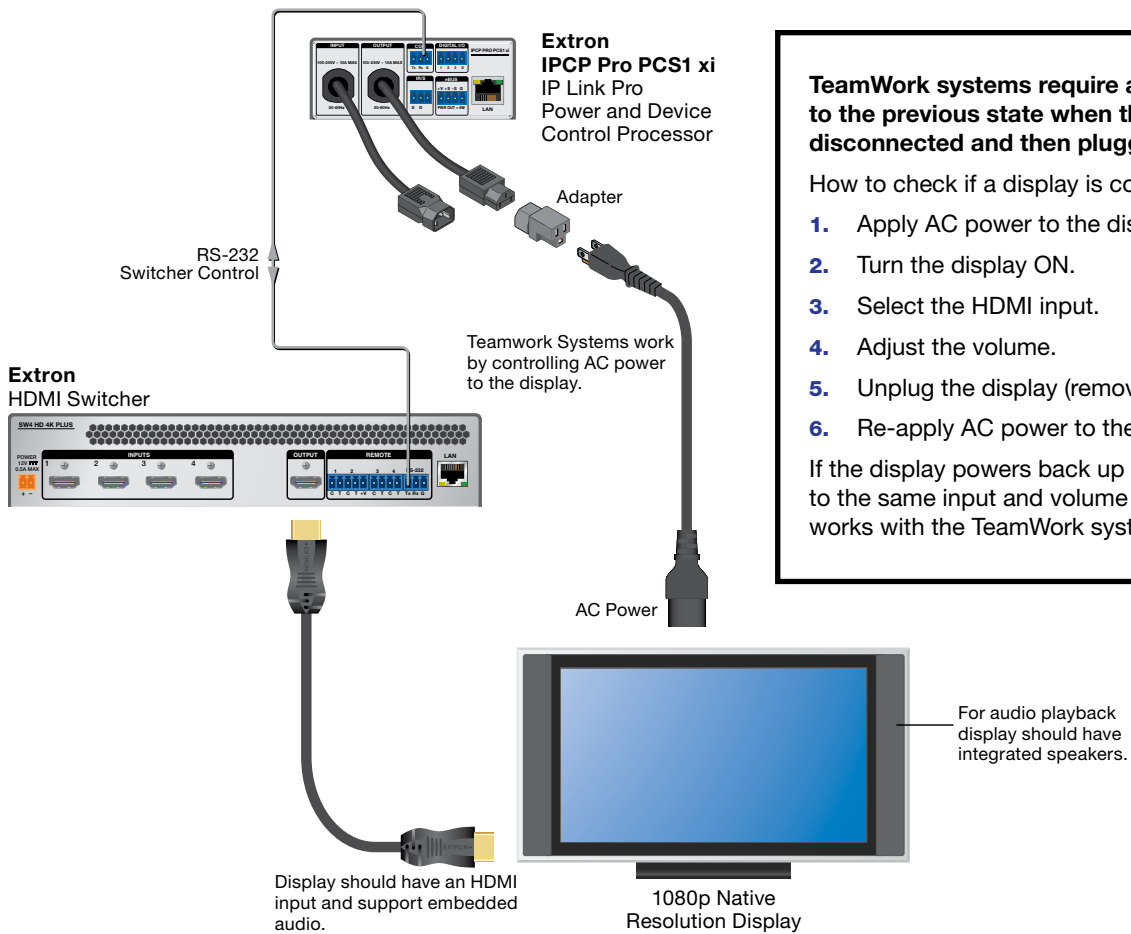 INPUT
OUTPUT
COM
DIGITAL I/O
IPCP PRO PCS1 xi
100-240V ~ 10A MAX
100-240V ~ 10A MAX
Tx Rx G
1 2 3 G
IR/S
eBUS
S G
+V +S -S G
50-60Hz
50-60Hz
PWR OUT = 6W
LAN
Extron
IPCP Pro PCS1 xi
IP Link Pro
Power and Device
Control Processor
Adapter
RS-232
Switcher Control
Teamwork Systems work
by controlling AC power
to the display.
Extron
HDMI Switcher
SW4 HD 4K PLUS
POWER
12V
0.5A MAX
+ −
INPUTS
1 2 3 4
OUTPUT
REMOTE
1 2 3 4 RS-232
C T C T +V C T C T Tx Rx G
LAN
AC Power
EXTRON
EXTRON
Display should have an HDMI
input and support embedded
audio.
1080p Native
Resolution Display
For audio playback
display should have
integrated speakers.
TeamWork systems require a
to the previous state when th
disconnected and then plugg
How to check if a display is co
1. Apply AC power to the dis
2. Turn the display ON.
3. Select the HDMI input.
4. Adjust the volume.
5. Unplug the display (remov
6. Re-apply AC power to the
If the display powers back up
to the same input and volume
works with the TeamWork syst